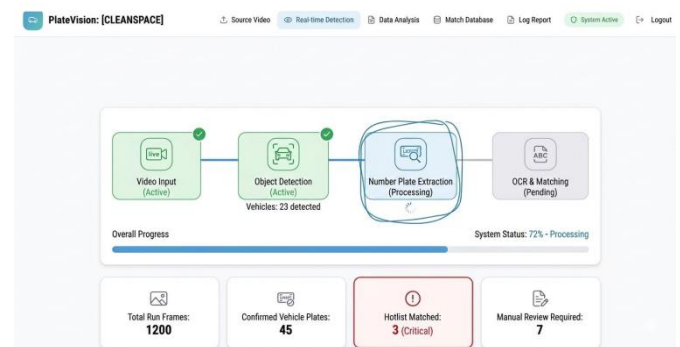 PlateVision: [CLEANSPACE]
Source Video
Real-time Detection
Data Analysis
Match Database
Log Report
System Active
Logout
live
Video Input
(Active)
Object Detection
(Active)
Vehicles: 23 detected
Number Plate Extraction
(Processing)
ABC
OCR & Matching
(Pending)
Overall Progress
System Status: 72% - Processing
Total Run Frames:
1200
Confirmed Vehicle Plates:
45
Hotlist Matched:
3 (Critical)
Manual Review Required:
7